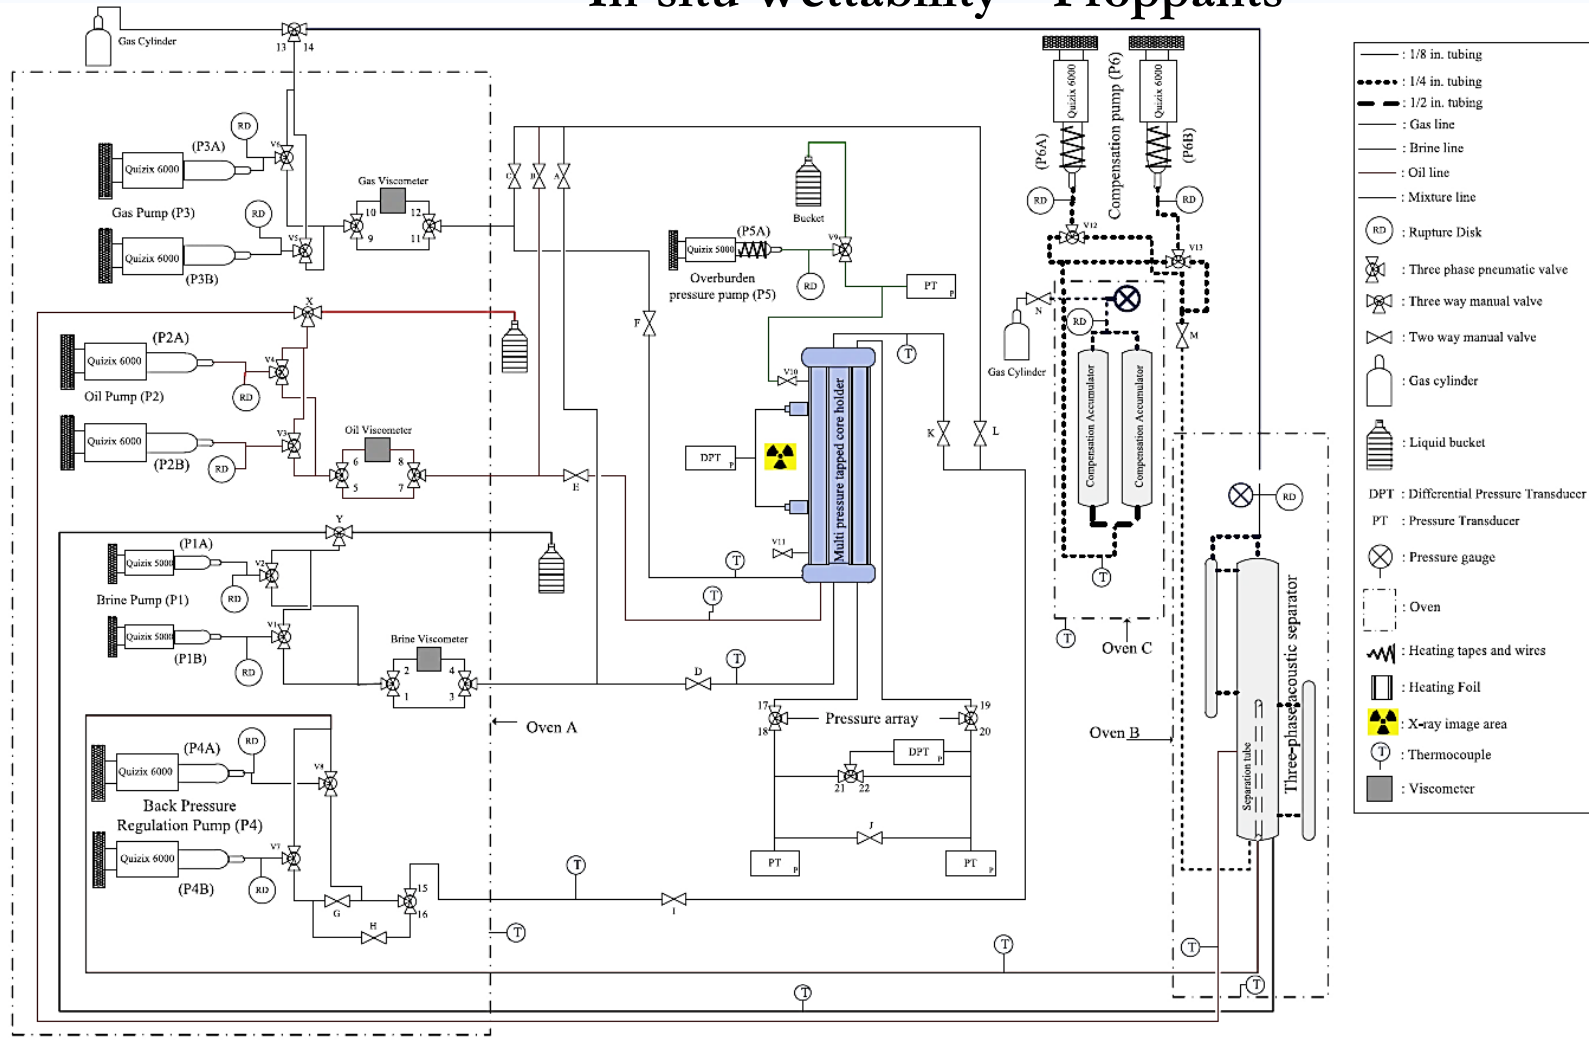 In-situ wettability – Proppants
Gas Cylinder
13 14
(P3A)
RD
V6
Quizix 6000
Gas Pump (P3)
RD
V5
Quizix 6000
(P3B)
Gas Viscometer
10 12
9 11
C B A
F
Bucket
(P5A)
V9
Quizix 5000
RD
Overburden
pressure pump (P5)
PT P
X
(P2A)
Quizix 6000
V4
RD
Oil Pump (P2)
Quizix 6000
V3
(P2B)
RD
Oil Viscometer
6 8
5 7
E
V10
DPT P
V11
Multi pressure tapped core holder
T
K L
T
T
Y
(P1A)
Quizix 5000
V2
RD
Brine Pump (P1)
Quizix 5000
V1
(P1B)
RD
Brine Viscometer
2 4
1 3
D
T
Oven A
17 19
Pressure array
18 20
DPT P
21 22
J
PT P
PT P
(P4A)
RD
Quizix 6000
V8
Back Pressure
Regulation Pump (P4)
Quizix 6000
V7
(P4B)
RD
G
H
15
16
T
I
T
T
T
Quizix 6000
Quizix 6000
Compensation pump (P6)
(P6A)
(P6B)
RD
RD
V12
V13
N
RD
M
Gas Cylinder
Compensation Accumulator
Compensation Accumulator
T
T
Oven C
RD
Oven B
Separation tube
Three-phase acoustic separator
T
T
: 1/8 in. tubing
: 1/4 in. tubing
: 1/2 in. tubing
: Gas line
: Brine line
: Oil line
: Mixture line
RD : Rupture Disk
: Three phase pneumatic valve
: Three way manual valve
: Two way manual valve
: Gas cylinder
: Liquid bucket
DPT : Differential Pressure Transducer
PT : Pressure Transducer
: Pressure gauge
: Oven
: Heating tapes and wires
: Heating Foil
: X-ray image area
T : Thermocouple
: Viscometer